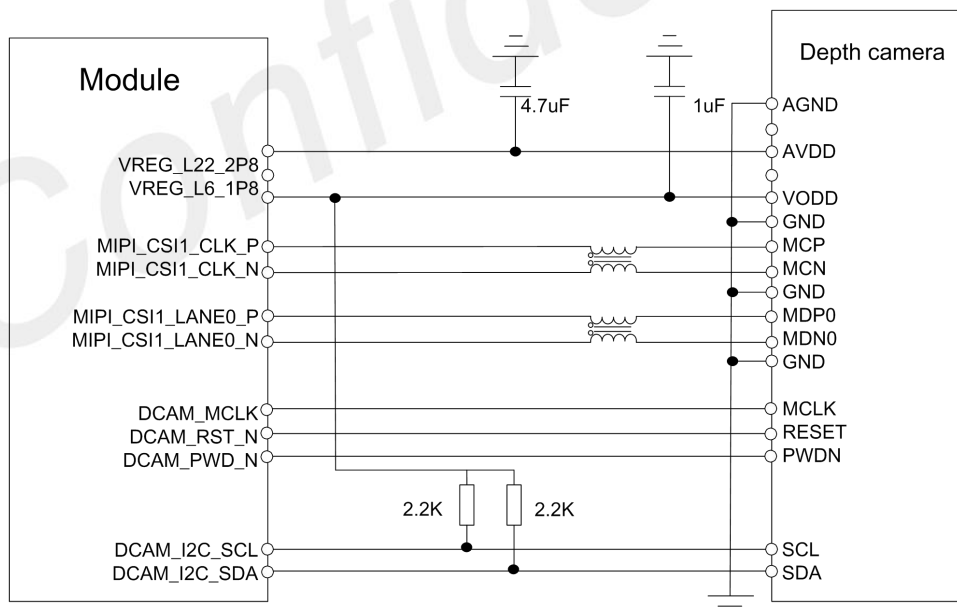 Confide
Module
Depth camera
4.7uF
1uF
AGND
VREG_L22_2P8
AVDD
VREG_L6_1P8
VODD
GND
MIPI_CSI1_CLK_P
MCP
MIPI_CSI1_CLK_N
MCN
GND
MIPI_CSI1_LANE0_P
MDP0
MIPI_CSI1_LANE0_N
MDN0
GND
DCAM_MCLK
MCLK
DCAM_RST_N
RESET
DCAM_PWD_N
PWDN
2.2K
2.2K
DCAM_I2C_SCL
SCL
DCAM_I2C_SDA
SDA